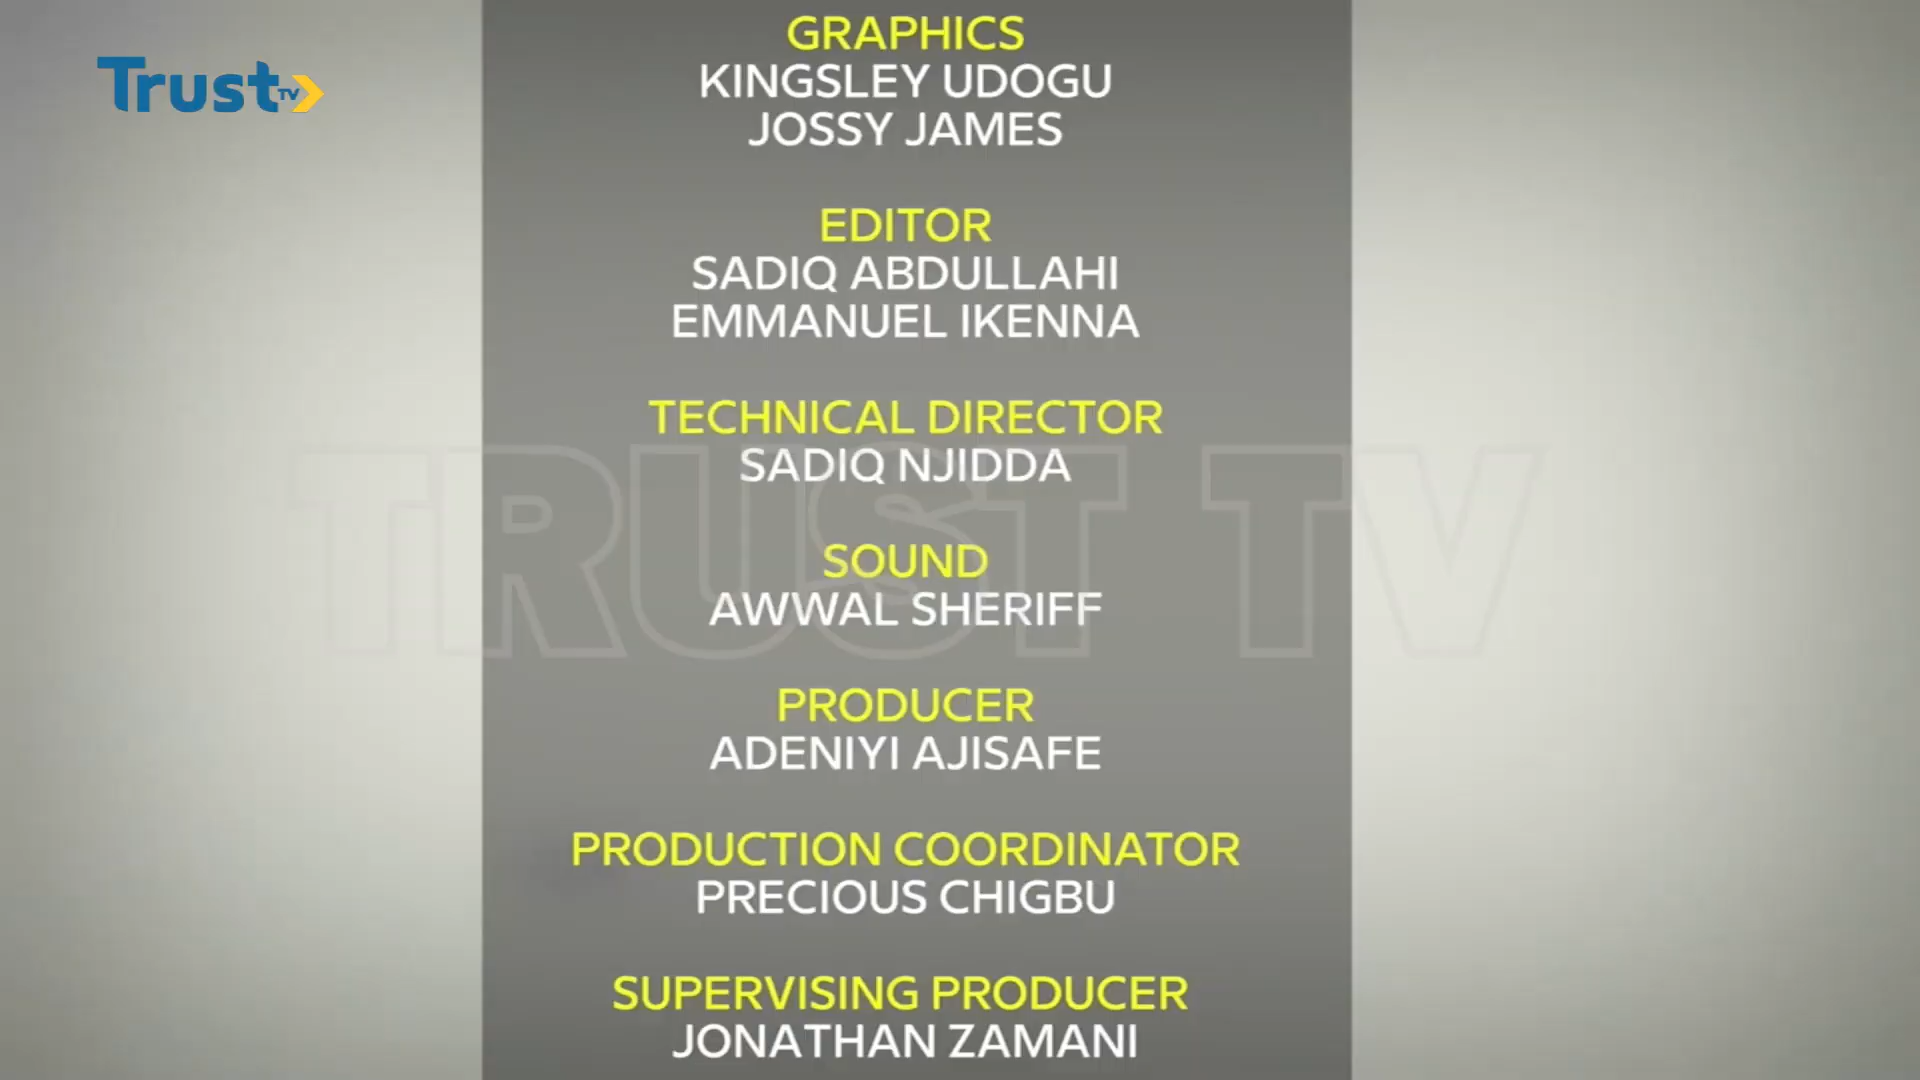 Trust TV
GRAPHICS
KINGSLEY UDOGU
JOSSY JAMES
EDITOR
SADIQ ABDULLAHI
EMMANUEL IKENNA
TECHNICAL DIRECTOR
SADIQ NJIDDA
TRUST TV
SOUND
AWWAL SHERIFF
PRODUCER
ADENIYI AJISAFE
PRODUCTION COORDINATOR
PRECIOUS CHIGBU
SUPERVISING PRODUCER
JONATHAN ZAMANI